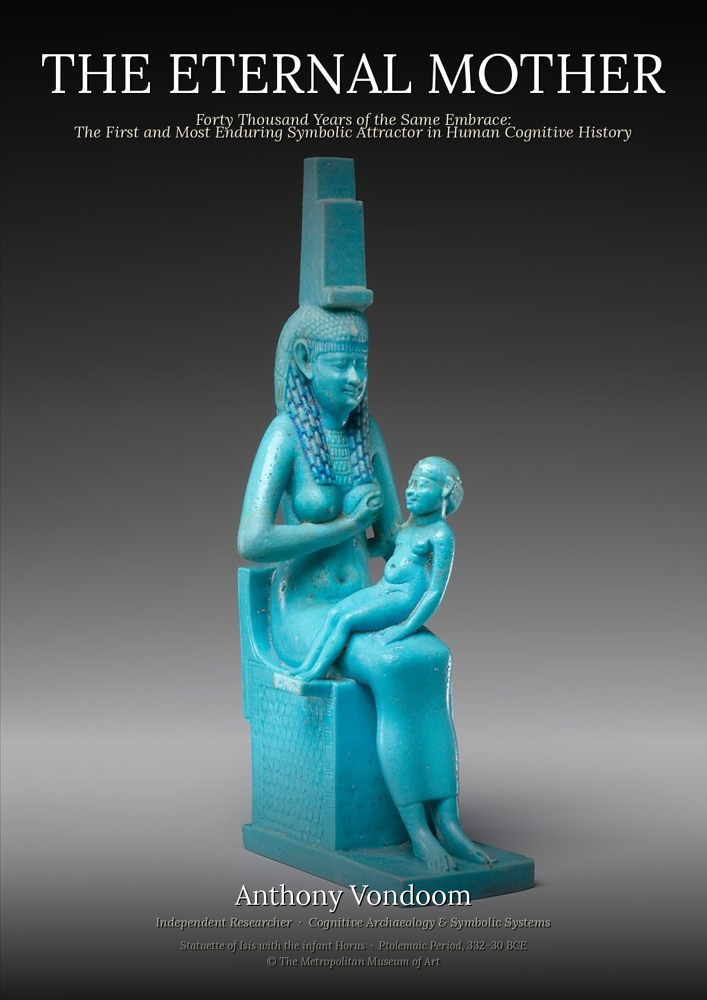 THE ETERNAL MOTHER
Forty Thousand Years of the Same Embrace:
The First and Most Enduring Symbolic Attractor in Human Cognitive History
Anthony Vondoom
Independent Researcher · Cognitive Archaeology & Symbolic Systems
Statuette of Isis with the infant Horus · Ptolemaic Period, 332–30 BCE
© The Metropolitan Museum of Art